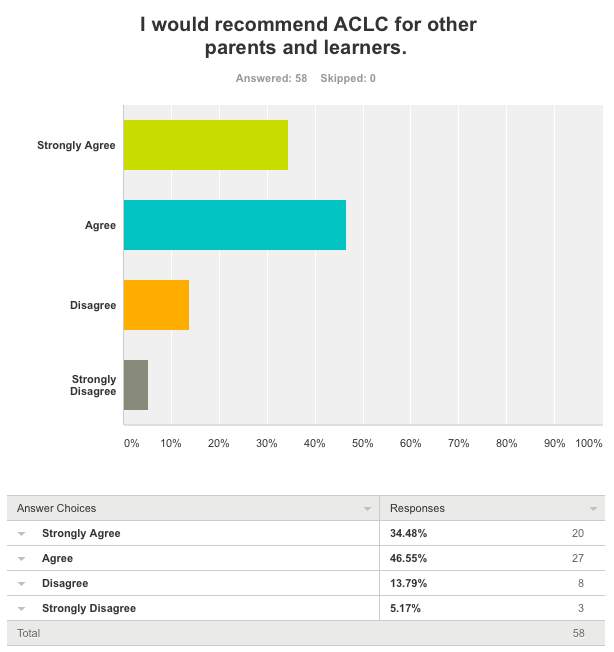 I would recommend ACLC for other
parents and learners.
Answered: 58 Skipped: 0
Strongly Agree
Agree
Disagree
Strongly
Disagree
0% 10% 20% 30% 40% 50% 60% 70% 80% 90% 100%
Answer Choices Responses
Strongly Agree 34.48% 20
Agree 46.55% 27
Disagree 13.79% 8
Strongly Disagree 5.17% 3
Total 58